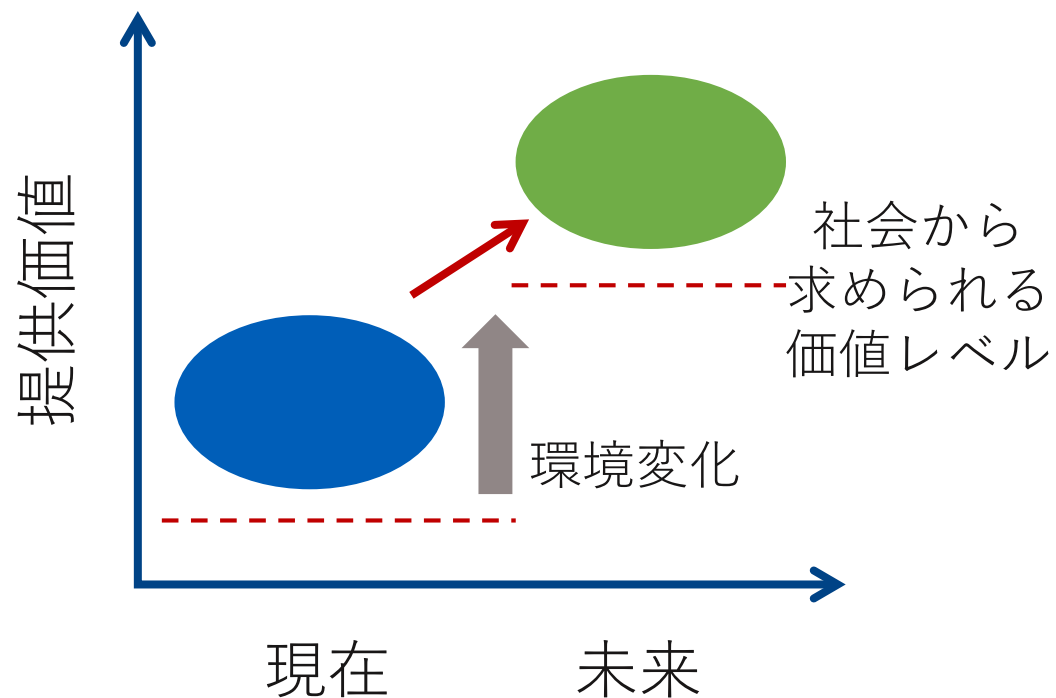 提供価値
社会から
求められる
価値レベル
環境変化
現在
未来